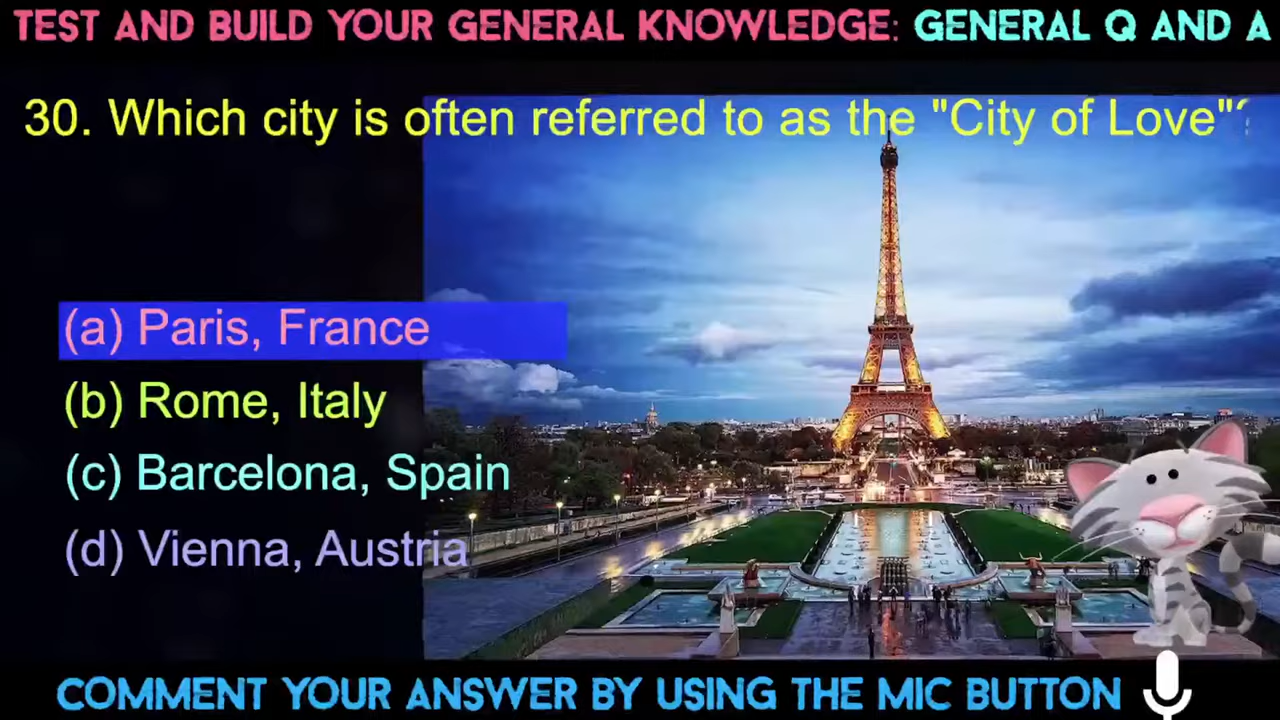 TEST AND BUILD YOUR GENERAL KNOWLEDGE: GENERAL Q AND A
30. Which city is often referred to as the "City of Love"?
(a) Paris, France
(b) Rome, Italy
(c) Barcelona, Spain
(d) Vienna, Austria
COMMENT YOUR ANSWER BY USING THE MIC BUTTON